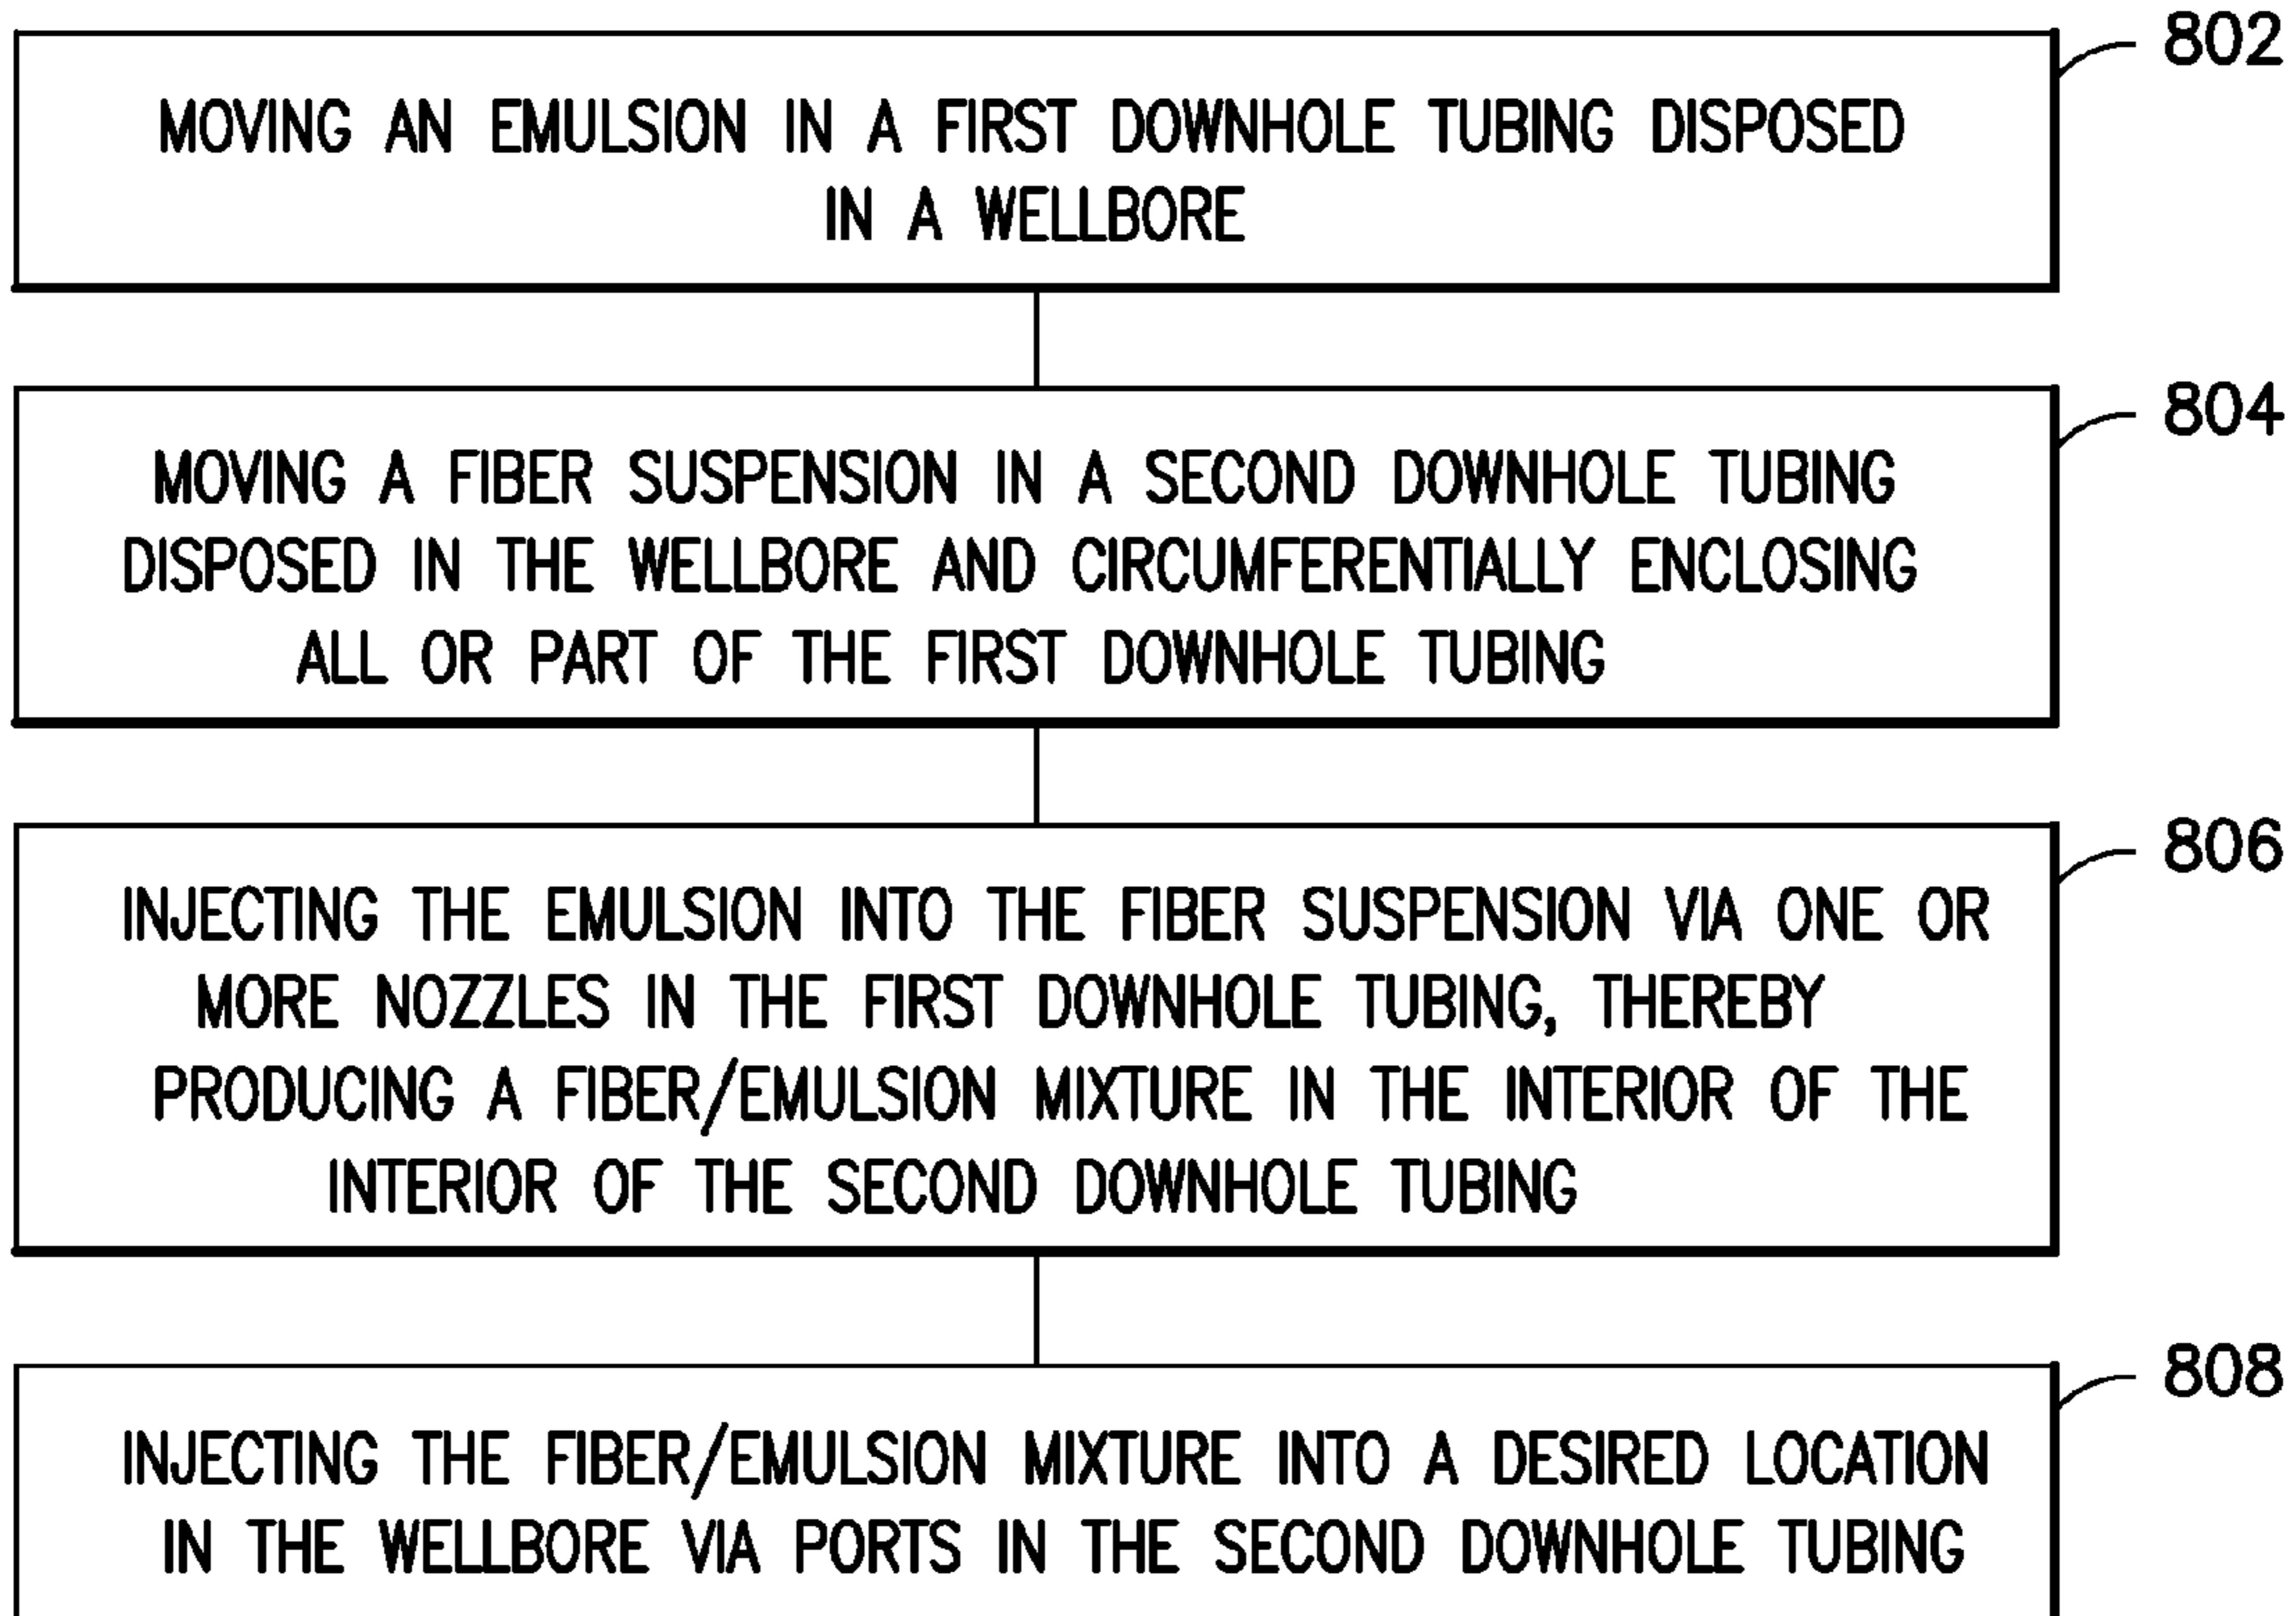 802
MOVING AN EMULSION IN A FIRST DOWNHOLE TUBING DISPOSED
IN A WELLBORE
804
MOVING A FIBER SUSPENSION IN A SECOND DOWNHOLE TUBING
DISPOSED IN THE WELLBORE AND CIRCUMFERENTIALLY ENCLOSING
ALL OR PART OF THE FIRST DOWNHOLE TUBING
806
INJECTING THE EMULSION INTO THE FIBER SUSPENSION VIA ONE OR
MORE NOZZLES IN THE FIRST DOWNHOLE TUBING, THEREBY
PRODUCING A FIBER/EMULSION MIXTURE IN THE INTERIOR OF THE
INTERIOR OF THE SECOND DOWNHOLE TUBING
808
INJECTING THE FIBER/EMULSION MIXTURE INTO A DESIRED LOCATION
IN THE WELLBORE VIA PORTS IN THE SECOND DOWNHOLE TUBING